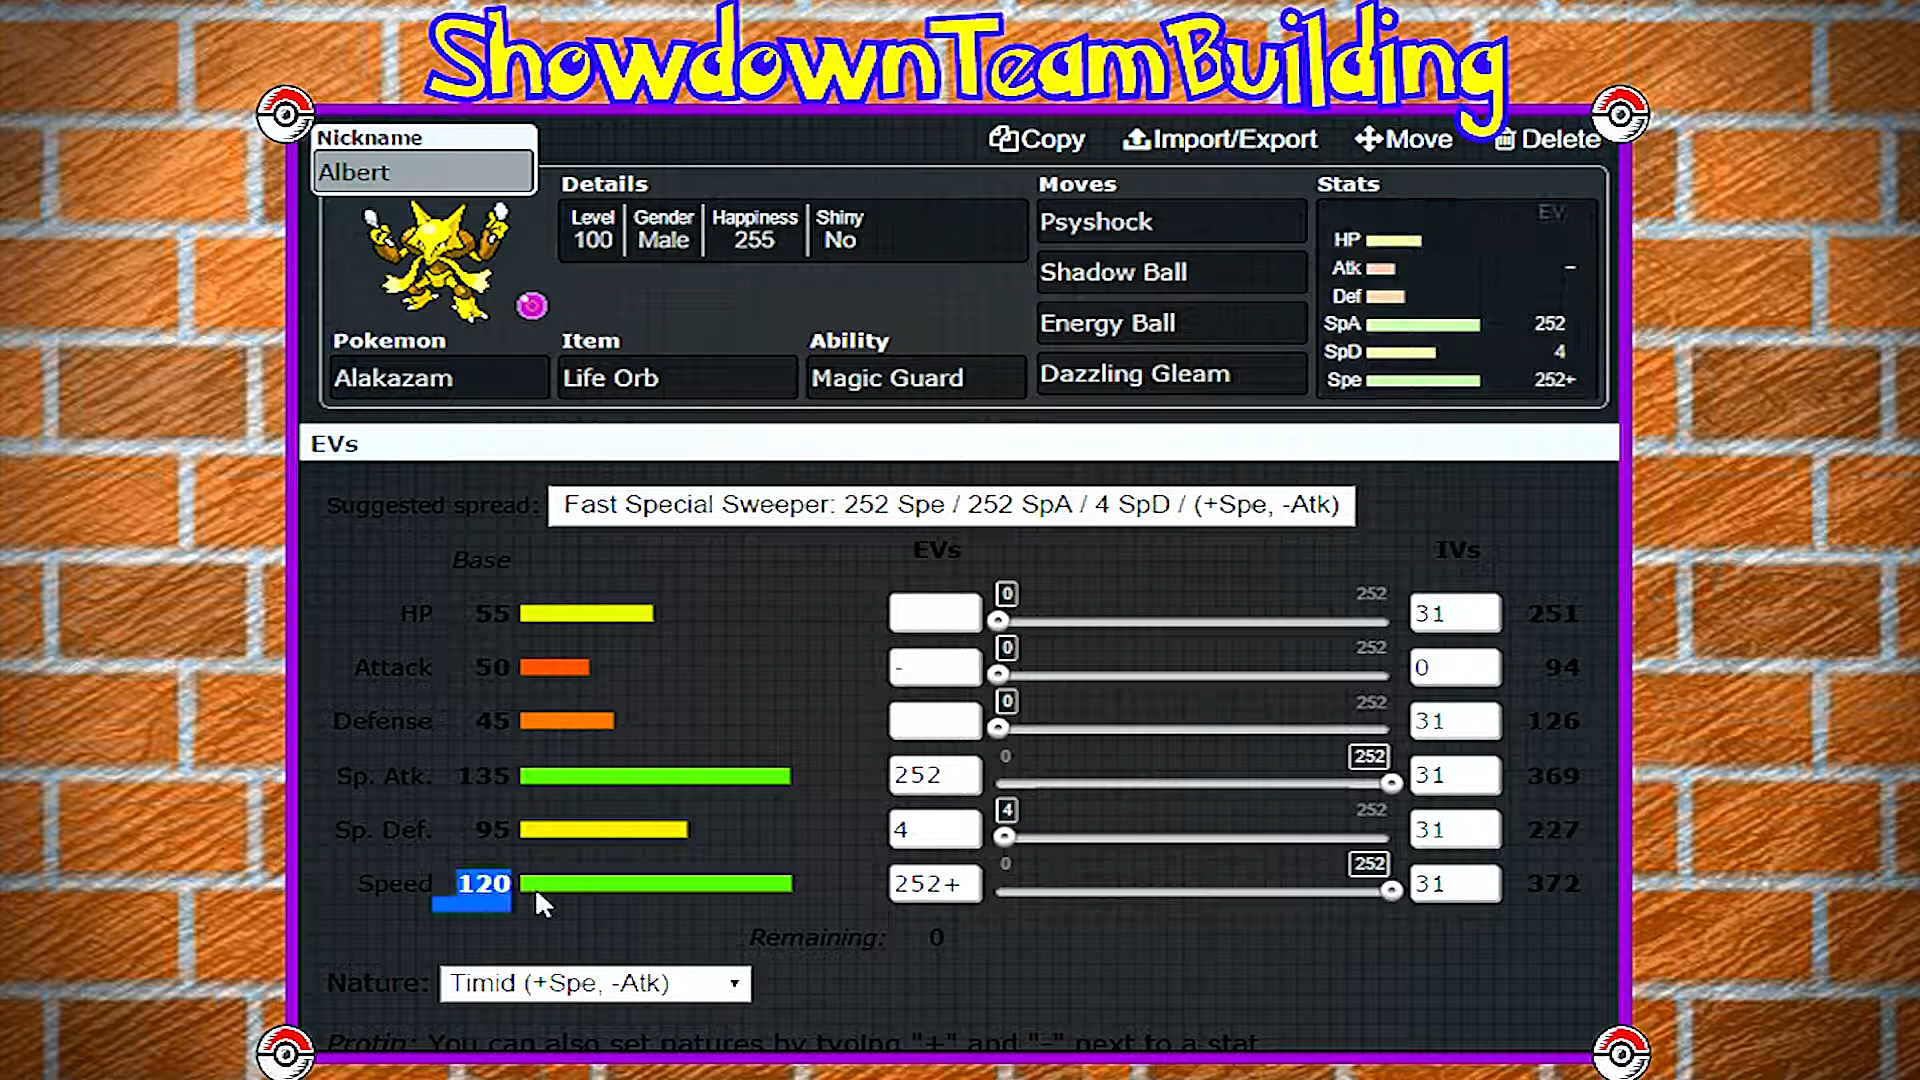 ShowdownTeamBuilding
Nickname
Albert
Copy Import/Export Move Delete
Details
Level Gender Happiness Shiny
100 Male 255 No
Pokemon Item Ability
Alakazam Life Orb Magic Guard
Moves
Psyshock
Shadow Ball
Energy Ball
Dazzling Gleam
Stats
EV
HP
Atk -
Def
SpA 252
SpD 4
Spe 252+
EVs
Suggested spread: Fast Special Sweeper: 252 Spe / 252 SpA / 4 SpD / (+Spe, -Atk)
Base EVs IVs
HP 55 0 252 31 251
Attack 50 - 0 252 0 94
Defense 45 0 252 31 126
Sp. Atk. 135 252 0 252 31 369
Sp. Def. 95 4 4 252 31 227
Speed 120 252+ 0 252 31 372
Remaining: 0
Nature: Timid (+Spe, -Atk)
Protip: You can also set natures by typing "+" and "-" next to a stat.